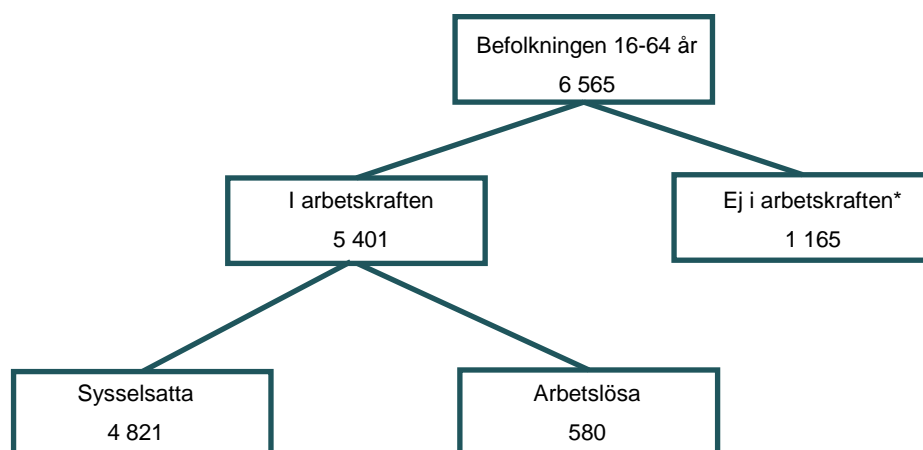 Befolkningen 16-64 år
6 565
I arbetskraften
5 401
Ej i arbetskraften*
1 165
Sysselsatta
4 821
Arbetslösa
580